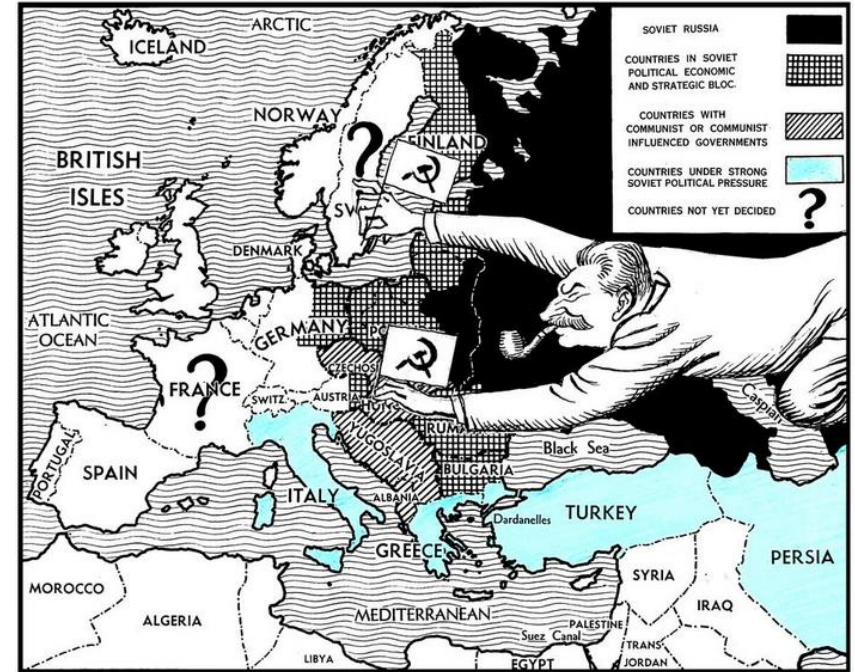 ARCTIC
ICELAND
NORWAY
FINLAND
BRITISH
ISLES
?
SW
DENMARK
ATLANTIC
OCEAN
GERMANY
PO
CZECHOS
FRANCE
?
SWITZ.
AUSTRIA
HUN
RUM
Black Sea
Caspian
PORTUGAL
SPAIN
ITALY
YUGOSLAVIA
BULGARIA
ALBANIA
Dardanelles
TURKEY
GREECE
PERSIA
MOROCCO
ALGERIA
MEDITERRANEAN
SYRIA
IRAQ
PALESTINE
Suez Canal
TRANS-
JORDAN
LIBYA
EGYPT
SOVIET RUSSIA
COUNTRIES IN SOVIET
POLITICAL ECONOMIC
AND STRATEGIC BLOC.
COUNTRIES WITH
COMMUNIST OR COMMUNIST
INFLUENCED GOVERNMENTS
COUNTRIES UNDER STRONG
SOVIET POLITICAL PRESSURE
COUNTRIES NOT YET DECIDED ?